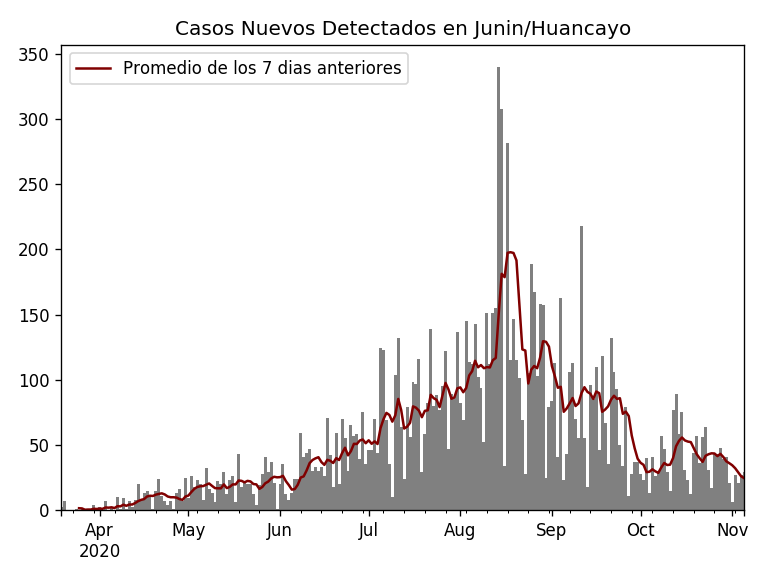 Casos Nuevos Detectados en Junin/Huancayo
Promedio de los 7 dias anteriores
350
300
250
200
150
100
50
0
Apr
2020
May
Jun
Jul
Aug
Sep
Oct
Nov